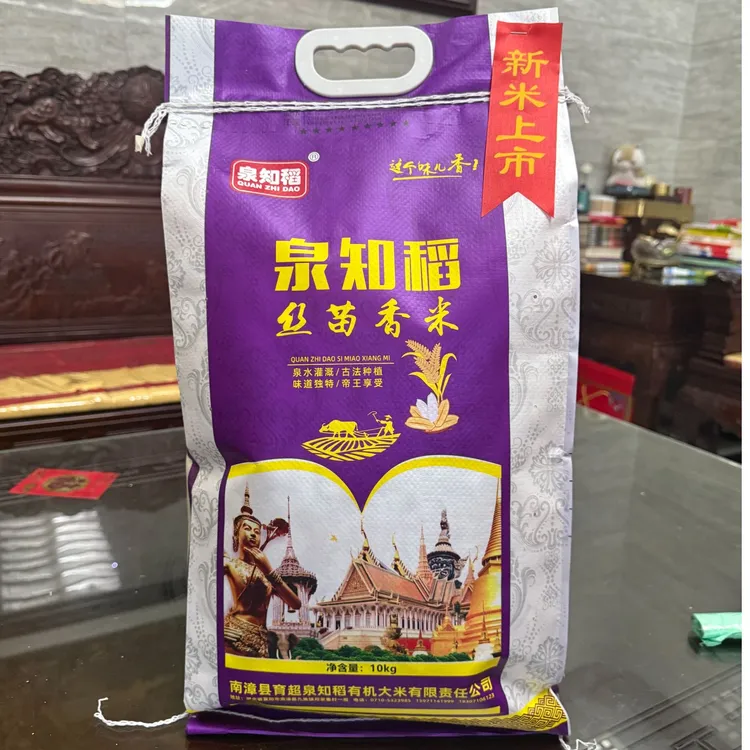 新米上市
泉知稻®
QUAN ZHI DAO
这个味儿香!
泉知稻
丝苗香米
QUAN ZHI DAO SI MIAO XIANG MI
泉水灌溉/古法种植
味道独特/帝王享受
净含量：10kg
南漳县育超泉知稻有机大米有限责任公司